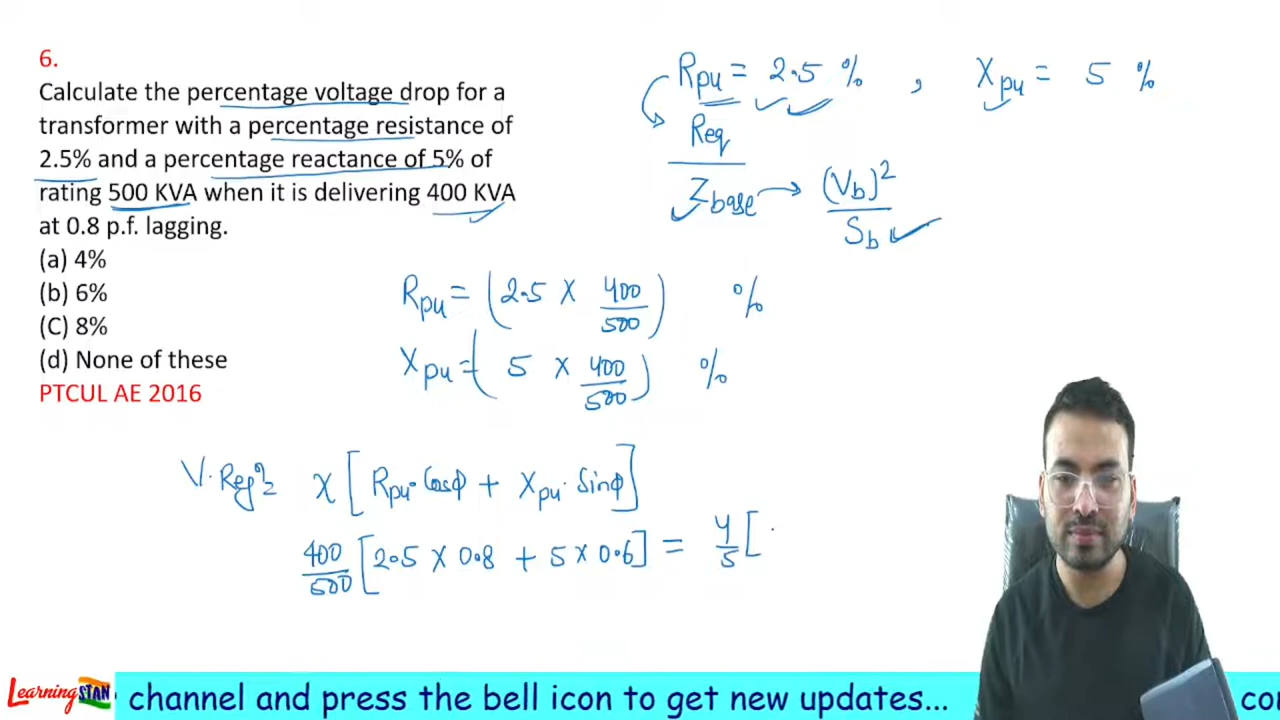 6.
Calculate the percentage voltage drop for a
transformer with a percentage resistance of
2.5% and a percentage reactance of 5% of
rating 500 KVA when it is delivering 400 KVA
at 0.8 p.f. lagging.
(a) 4%
(b) 6%
(C) 8%
(d) None of these
PTCUL AE 2016
Rpu = 2.5 % , Xpu = 5 %
Req
Zbase → (Vb)²
Sb
Rpu = (2.5 × 400/500) %
Xpu = (5 × 400/500) %
V.Reg% x [Rpu.Cosϕ + Xpu.Sinϕ]
400/500 [2.5 × 0.8 + 5 × 0.6] = 4/5 [
LearningSTAN
channel and press the bell icon to get new updates...